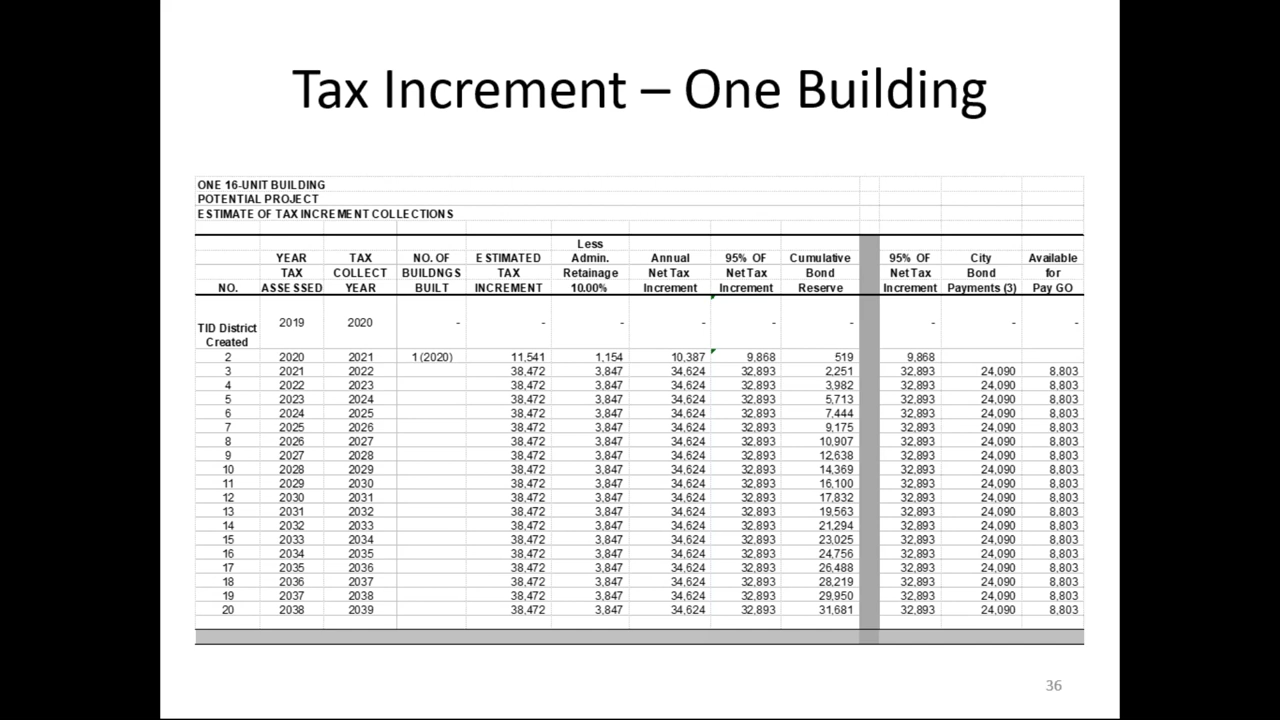 Tax Increment – One Building
ONE 16-UNIT BUILDING
POTENTIAL PROJECT
ESTIMATE OF TAX INCREMENT COLLECTIONS
Less
YEAR TAX NO. OF ESTIMATED Admin. Annual 95% OF Cumulative 95% OF City Available
TAX COLLECT BUILDNGS TAX Retainage Net Tax Net Tax Bond Net Tax Bond for
NO. ASSESSED YEAR BUILT INCREMENT 10.00% Increment Increment Reserve Increment Payments (3) Pay GO
2019 2020 - - - - - - - - -
TID District
Created
2 2020 2021 1 (2020) 11,541 1,154 10,387 9,868 519 9,868
3 2021 2022 38,472 3,847 34,624 32,893 2,251 32,893 24,090 8,803
4 2022 2023 38,472 3,847 34,624 32,893 3,982 32,893 24,090 8,803
5 2023 2024 38,472 3,847 34,624 32,893 5,713 32,893 24,090 8,803
6 2024 2025 38,472 3,847 34,624 32,893 7,444 32,893 24,090 8,803
7 2025 2026 38,472 3,847 34,624 32,893 9,175 32,893 24,090 8,803
8 2026 2027 38,472 3,847 34,624 32,893 10,907 32,893 24,090 8,803
9 2027 2028 38,472 3,847 34,624 32,893 12,638 32,893 24,090 8,803
10 2028 2029 38,472 3,847 34,624 32,893 14,369 32,893 24,090 8,803
11 2029 2030 38,472 3,847 34,624 32,893 16,100 32,893 24,090 8,803
12 2030 2031 38,472 3,847 34,624 32,893 17,832 32,893 24,090 8,803
13 2031 2032 38,472 3,847 34,624 32,893 19,563 32,893 24,090 8,803
14 2032 2033 38,472 3,847 34,624 32,893 21,294 32,893 24,090 8,803
15 2033 2034 38,472 3,847 34,624 32,893 23,025 32,893 24,090 8,803
16 2034 2035 38,472 3,847 34,624 32,893 24,756 32,893 24,090 8,803
17 2035 2036 38,472 3,847 34,624 32,893 26,488 32,893 24,090 8,803
18 2036 2037 38,472 3,847 34,624 32,893 28,219 32,893 24,090 8,803
19 2037 2038 38,472 3,847 34,624 32,893 29,950 32,893 24,090 8,803
20 2038 2039 38,472 3,847 34,624 32,893 31,681 32,893 24,090 8,803
36